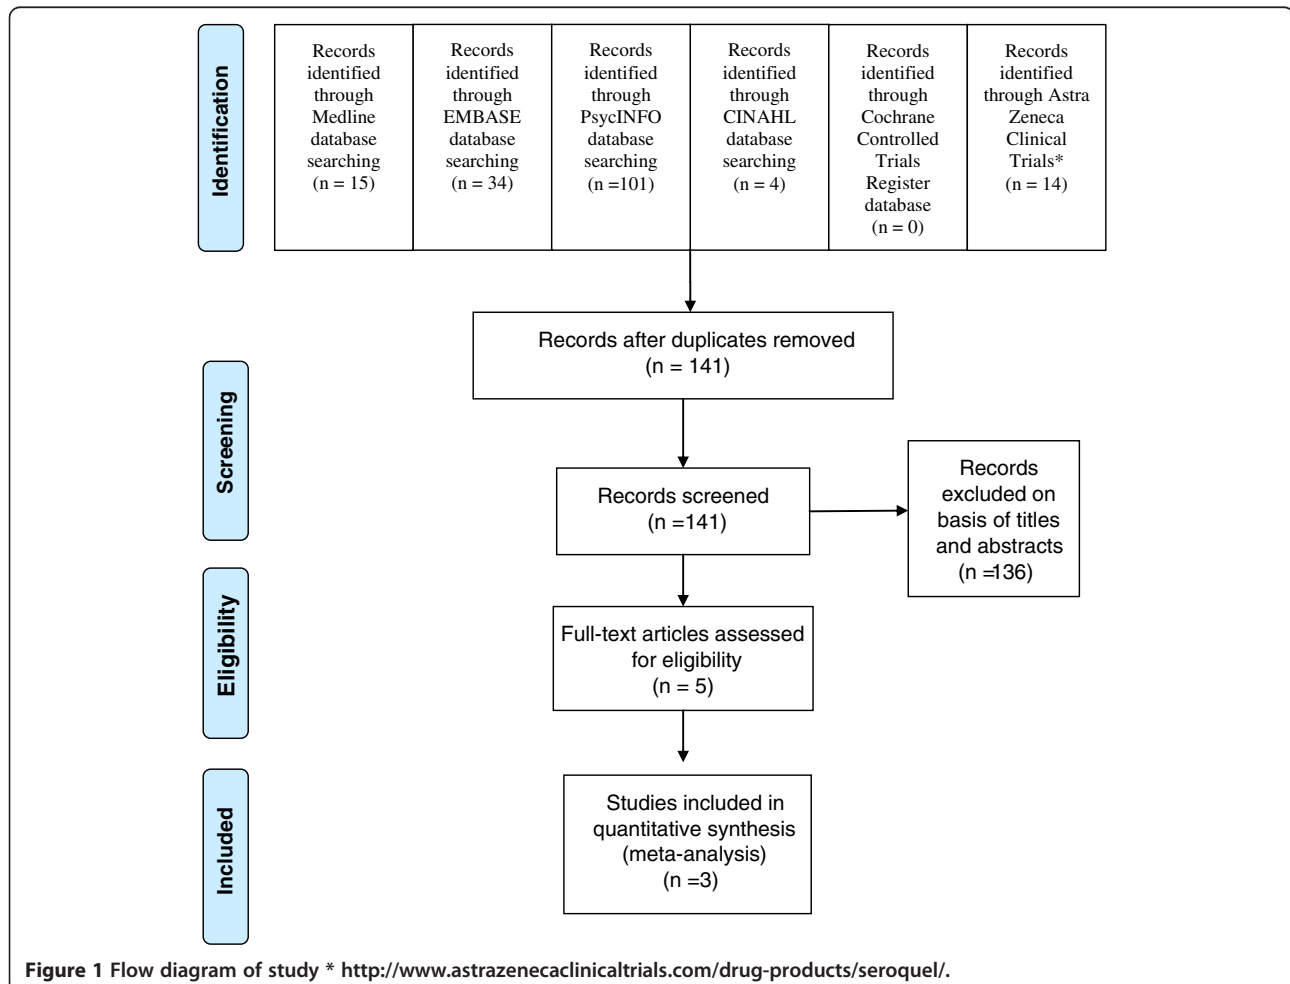 Identification
Records
identified
through
Medline
database
searching
(n = 15)
Records
identified
through
EMBASE
database
searching
(n = 34)
Records
identified
through
PsycINFO
database
searching
(n =101)
Records
identified
through
CINAHL
database
searching
(n = 4)
Records
identified
through
Cochrane
Controlled
Trials
Register
database
(n = 0)
Records
identified
through Astra
Zeneca
Clinical
Trials*
(n = 14)
Records after duplicates removed
(n = 141)
Screening
Records screened
(n =141)
Records
excluded on
basis of titles
and abstracts
(n =136)
Eligibility
Full-text articles assessed
for eligibility
(n = 5)
Included
Studies included in
quantitative synthesis
(meta-analysis)
(n =3)
Figure 1 Flow diagram of study * http://www.astrazenecaclinicaltrials.com/drug-products/seroquel/.